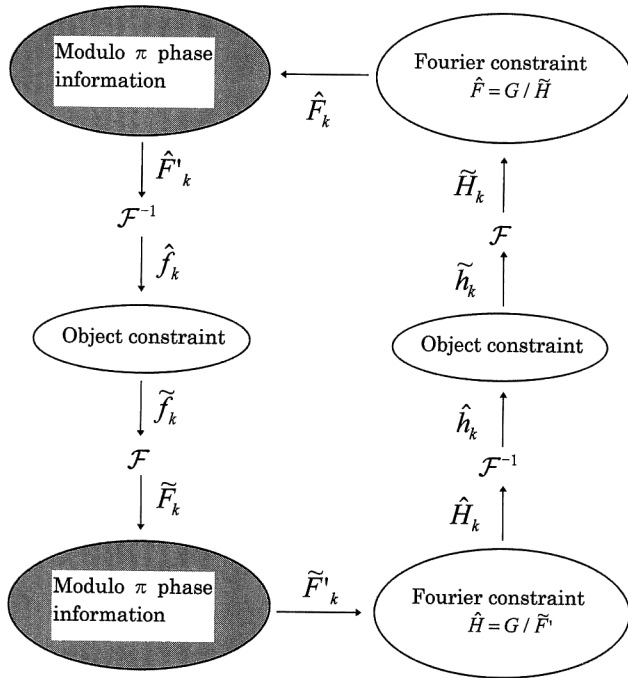 Modulo π phase
information
Fourier constraint
F̂ = G / H̃
F̂_k
F̂'_k
ℱ⁻¹
f̂_k
Object constraint
f̃_k
ℱ
F̃_k
Modulo π phase
information
F̃'_k
Fourier constraint
Ĥ = G / F̃'
Ĥ_k
ℱ⁻¹
ĥ_k
Object constraint
h̃_k
ℱ
H̃_k